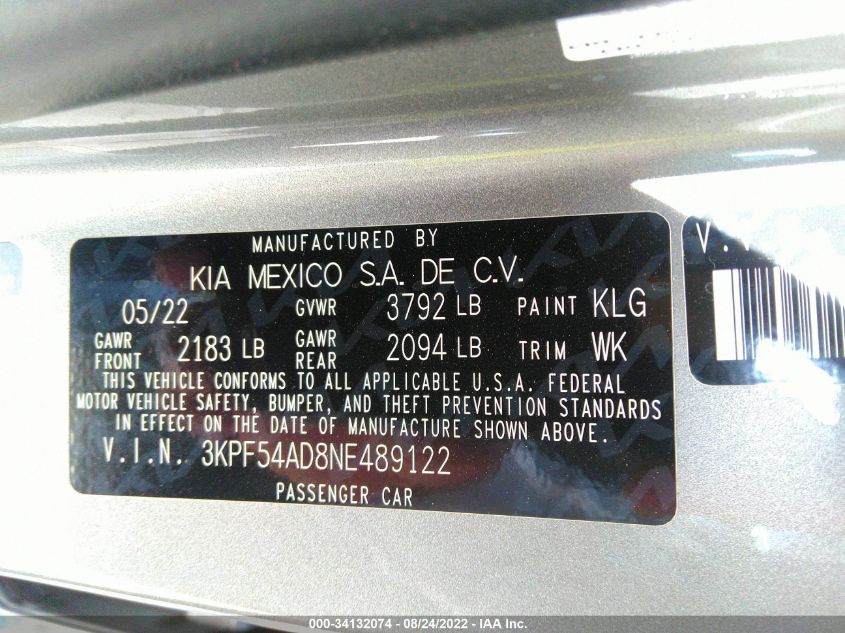 MANUFACTURED BY
KIA MEXICO S.A. DE C.V.
05/22 GVWR 3792 LB PAINT KLG
GAWR FRONT 2183 LB GAWR REAR 2094 LB TRIM WK
THIS VEHICLE CONFORMS TO ALL APPLICABLE U.S.A. FEDERAL
MOTOR VEHICLE SAFETY, BUMPER, AND THEFT PREVENTION STANDARDS
IN EFFECT ON THE DATE OF MANUFACTURE SHOWN ABOVE.
V.I.N. 3KPF54AD8NE489122
PASSENGER CAR
000-34132074 - 08/24/2022 - IAA Inc.